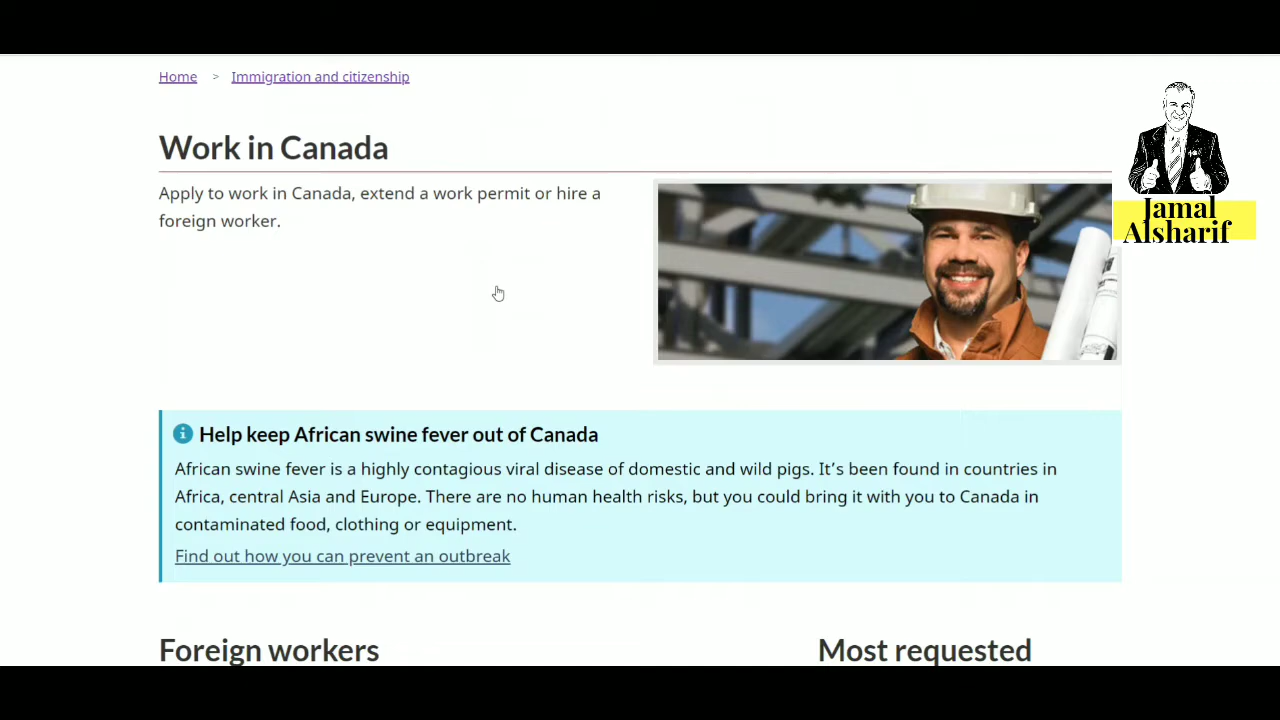 Home > Immigration and citizenship
Work in Canada
Apply to work in Canada, extend a work permit or hire a
foreign worker.
Jamal
Alsharif
Help keep African swine fever out of Canada
African swine fever is a highly contagious viral disease of domestic and wild pigs. It’s been found in countries in
Africa, central Asia and Europe. There are no human health risks, but you could bring it with you to Canada in
contaminated food, clothing or equipment.
Find out how you can prevent an outbreak
Foreign workers
Most requested